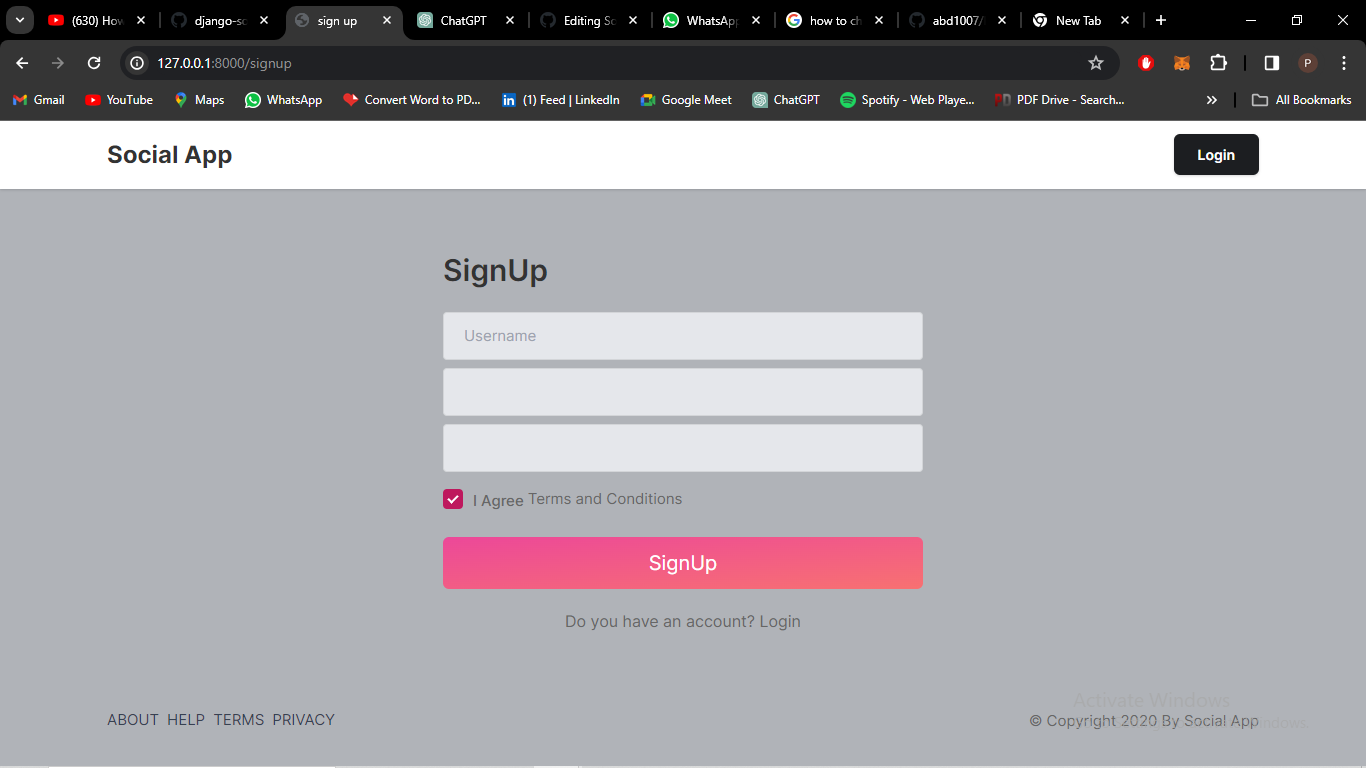 (630) How
django-so
sign up
ChatGPT
Editing So
WhatsApp
how to ch
abd1007/
New Tab
127.0.0.1:8000/signup
P
Gmail
YouTube
Maps
WhatsApp
Convert Word to PD...
(1) Feed | LinkedIn
Google Meet
ChatGPT
Spotify - Web Playe...
PDF Drive - Search...
All Bookmarks
Social App
Login
SignUp
Username
I Agree Terms and Conditions
SignUp
Do you have an account? Login
Activate Windows
ABOUT HELP TERMS PRIVACY
© Copyright 2020 By Social App